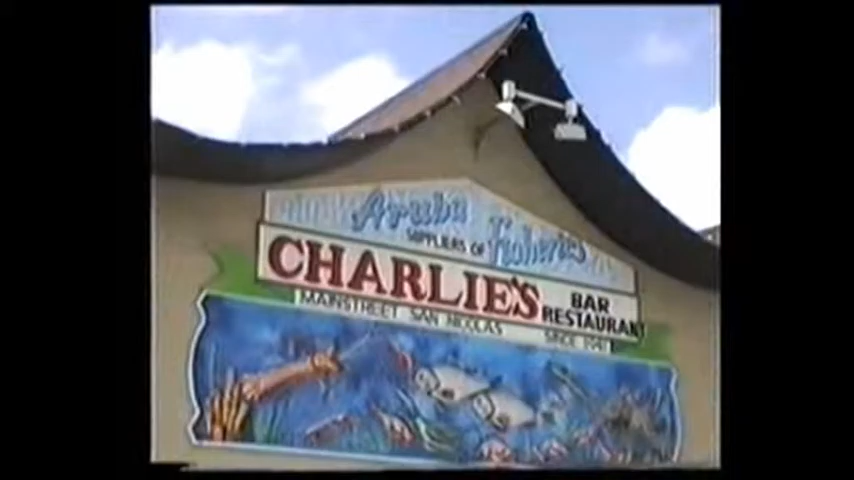 Aruba
SUPPLIERS OF Fisheries
CHARLIE'S BAR
RESTAURANT
MAINSTREET SAN NICOLAS SINCE 1941